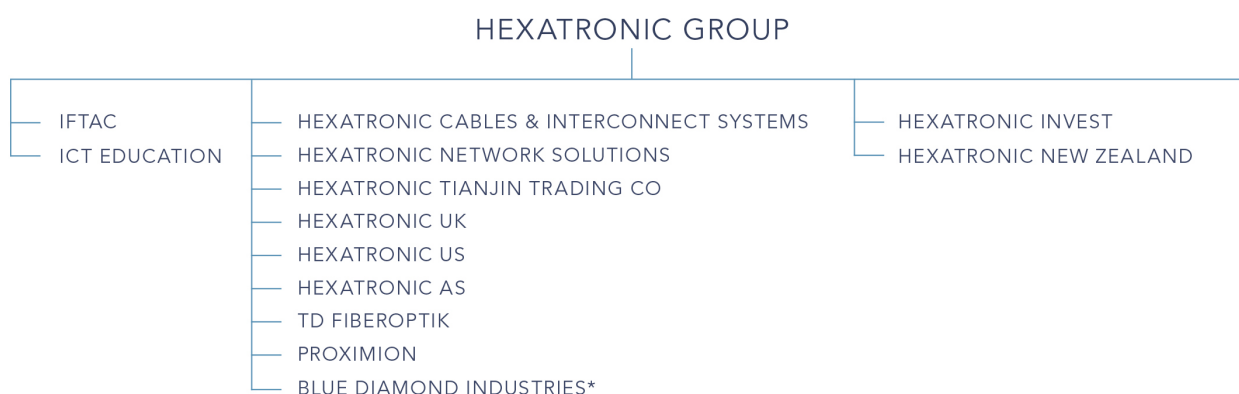 HEXATRONIC GROUP
IFTAC
ICT EDUCATION
HEXATRONIC CABLES & INTERCONNECT SYSTEMS
HEXATRONIC NETWORK SOLUTIONS
HEXATRONIC TIANJIN TRADING CO
HEXATRONIC UK
HEXATRONIC US
HEXATRONIC AS
TD FIBEROPTIK
PROXIMION
BLUE DIAMOND INDUSTRIES*
HEXATRONIC INVEST
HEXATRONIC NEW ZEALAND